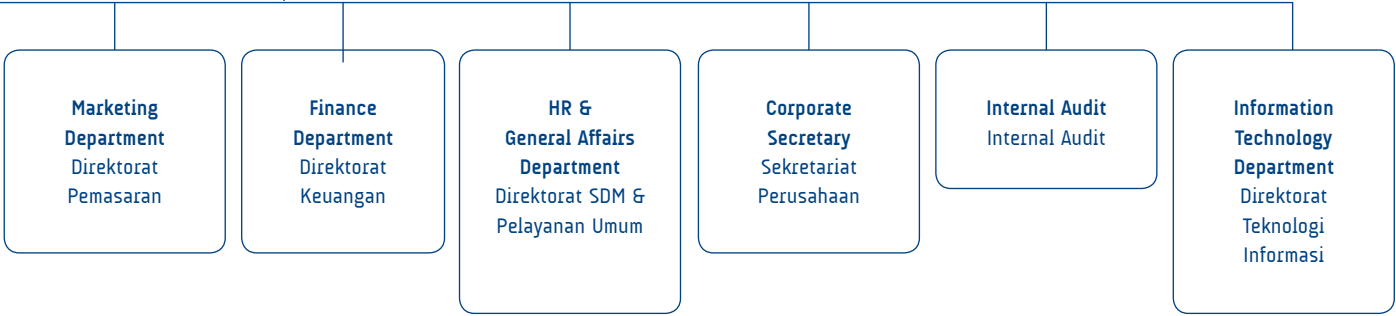 Marketing
Department
Direktorat
Pemasaran
Finance
Department
Direktorat
Keuangan
HR &
General Affairs
Department
Direktorat SDM &
Pelayanan Umum
Corporate
Secretary
Sekretariat
Perusahaan
Internal Audit
Internal Audit
Information
Technology
Department
Direktorat
Teknologi
Informasi